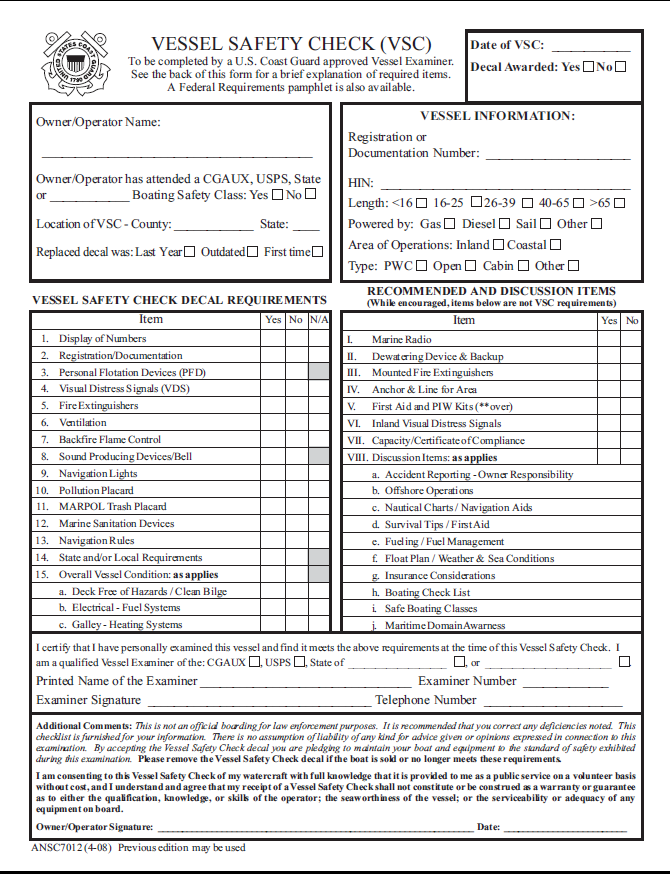 UNITED STATES COAST GUARD
1790
VESSEL SAFETY CHECK (VSC)
To be completed by a U.S. Coast Guard approved Vessel Examiner.
See the back of this form for a brief explanation of required items.
A Federal Requirements pamphlet is also available.
Date of VSC: ____________
Decal Awarded: Yes ☐ No ☐
Owner/Operator Name:
Owner/Operator has attended a CGAUX, USPS, State
or ____________ Boating Safety Class: Yes ☐ No ☐
Location of VSC - County: ____________ State: ____
Replaced decal was: Last Year ☐ Outdated ☐ First time ☐
VESSEL INFORMATION:
Registration or
Documentation Number: ____________
HIN: ____________
Length: <16 ☐ 16-25 ☐ 26-39 ☐ 40-65 ☐ >65 ☐
Powered by: Gas ☐ Diesel ☐ Sail ☐ Other ☐
Area of Operations: Inland ☐ Coastal ☐
Type: PWC ☐ Open ☐ Cabin ☐ Other ☐
VESSEL SAFETY CHECK DECAL REQUIREMENTS
Item Yes No N/A
1. Display of Numbers
2. Registration/Documentation
3. Personal Flotation Devices (PFD)
4. Visual Distress Signals (VDS)
5. Fire Extinguishers
6. Ventilation
7. Backfire Flame Control
8. Sound Producing Devices/Bell
9. Navigation Lights
10. Pollution Placard
11. MARPOL Trash Placard
12. Marine Sanitation Devices
13. Navigation Rules
14. State and/or Local Requirements
15. Overall Vessel Condition: as applies
a. Deck Free of Hazards / Clean Bilge
b. Electrical - Fuel Systems
c. Galley - Heating Systems
RECOMMENDED AND DISCUSSION ITEMS
(While encouraged, items below are not VSC requirements)
Item Yes No
I. Marine Radio
II. Dewatering Device & Backup
III. Mounted Fire Extinguishers
IV. Anchor & Line for Area
V. First Aid and PIW Kits (**over)
VI. Inland Visual Distress Signals
VII. Capacity/Certificate of Compliance
VIII. Discussion Items: as applies
a. Accident Reporting - Owner Responsibility
b. Offshore Operations
c. Nautical Charts / Navigation Aids
d. Survival Tips / First Aid
e. Fueling / Fuel Management
f. Float Plan / Weather & Sea Conditions
g. Insurance Considerations
h. Boating Check List
i. Safe Boating Classes
j. Maritime Domain Awarness
I certify that I have personally examined this vessel and find it meets the above requirements at the time of this Vessel Safety Check. I
am a qualified Vessel Examiner of the: CGAUX ☐, USPS ☐, State of ____________ ☐, or ____________ ☐.
Printed Name of the Examiner ____________ Examiner Number ____________
Examiner Signature ____________ Telephone Number ____________
Additional Comments: This is not an official boarding for law enforcement purposes. It is recommended that you correct any deficiencies noted. This
checklist is furnished for your information. There is no assumption of liability of any kind for advice given or opinions expressed in connection to this
examination. By accepting the Vessel Safety Check decal you are pledging to maintain your boat and equipment to the standard of safety exhibited
during this examination. Please remove the Vessel Safety Check decal if the boat is sold or no longer meets these requirements.
I am consenting to this Vessel Safety Check of my watercraft with full knowledge that it is provided to me as a public service on a volunteer basis
without cost, and I understand and agree that my receipt of a Vessel Safety Check shall not constitute or be construed as a warranty or guarantee
as to either the qualification, knowledge, or skills of the operator; the seaworthiness of the vessel; or the serviceability or adequacy of any
equipment on board.
Owner/Operator Signature: ____________ Date: ____________
ANSC7012 (4-08) Previous edition may be used